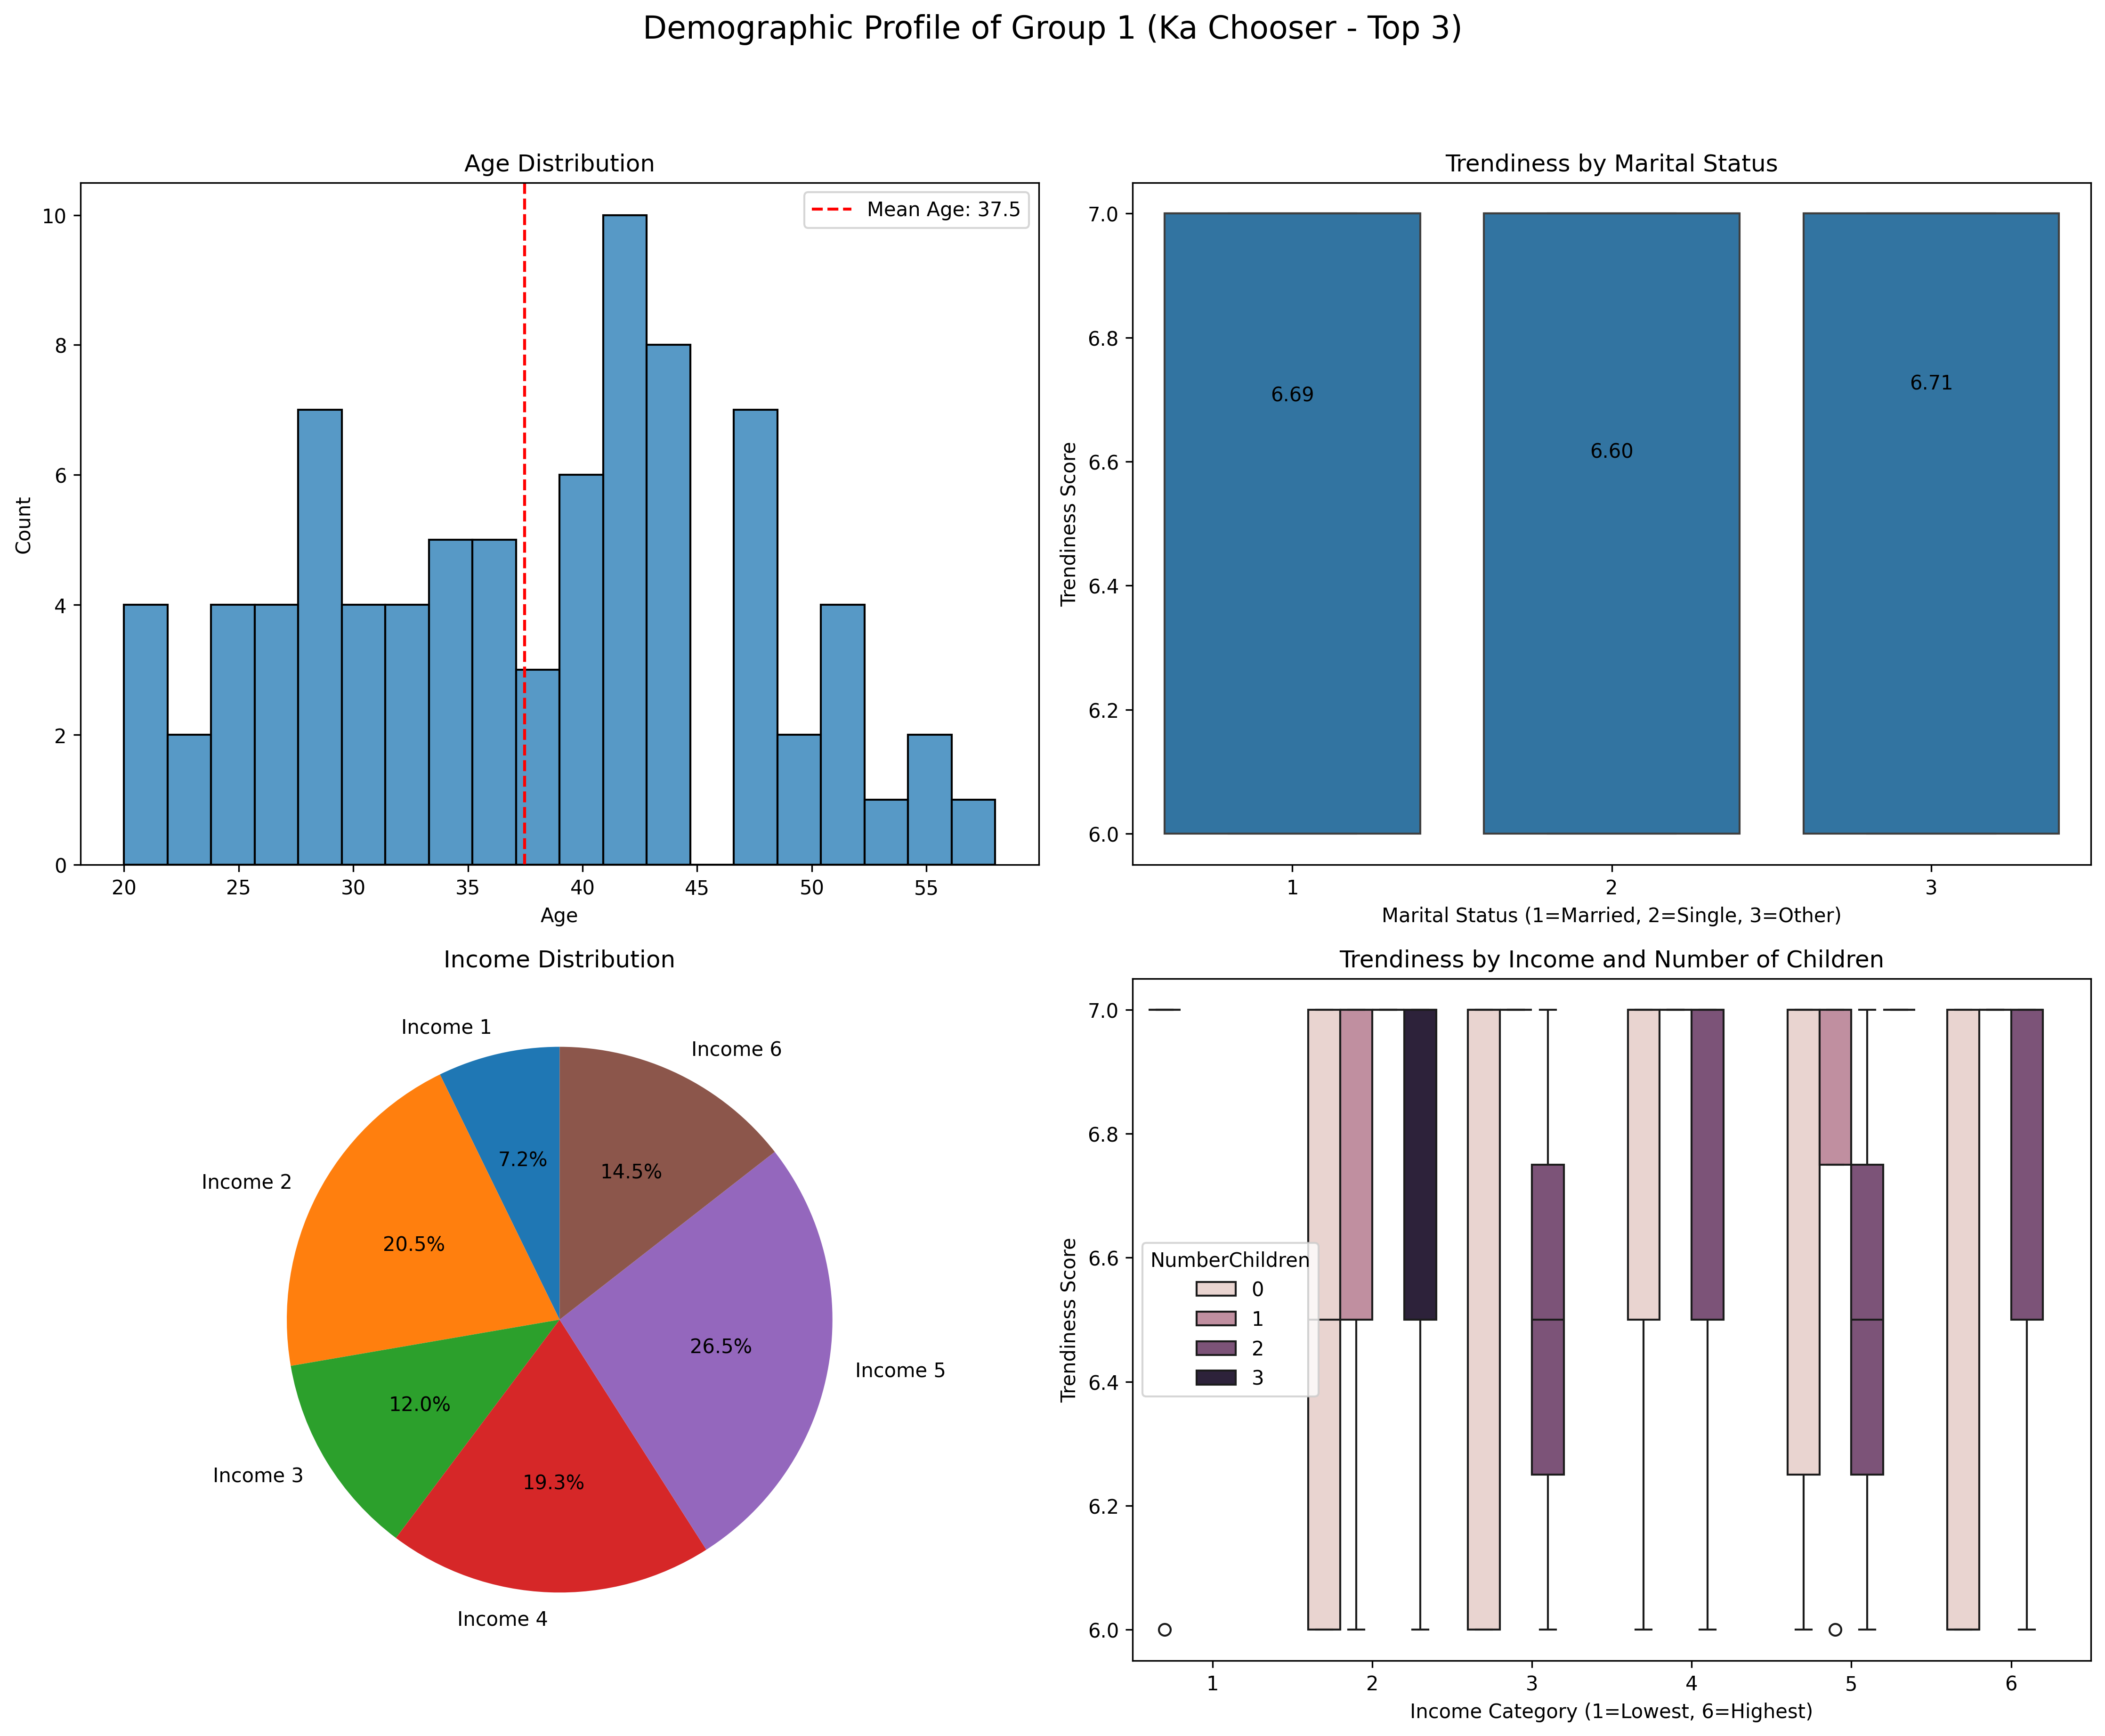 Demographic Profile of Group 1 (Ka Chooser - Top 3)
Age Distribution
Mean Age: 37.5
10
8
6
4
2
0
Count
20 25 30 35 40 45 50 55
Age
Trendiness by Marital Status
7.0
6.8
6.6
6.4
6.2
6.0
Trendiness Score
6.69
6.60
6.71
1 2 3
Marital Status (1=Married, 2=Single, 3=Other)
Income Distribution
Income 1
Income 6
Income 2
Income 5
Income 3
Income 4
7.2%
14.5%
20.5%
26.5%
12.0%
19.3%
Trendiness by Income and Number of Children
7.0
6.8
6.6
6.4
6.2
6.0
Trendiness Score
NumberChildren
0
1
2
3
1 2 3 4 5 6
Income Category (1=Lowest, 6=Highest)